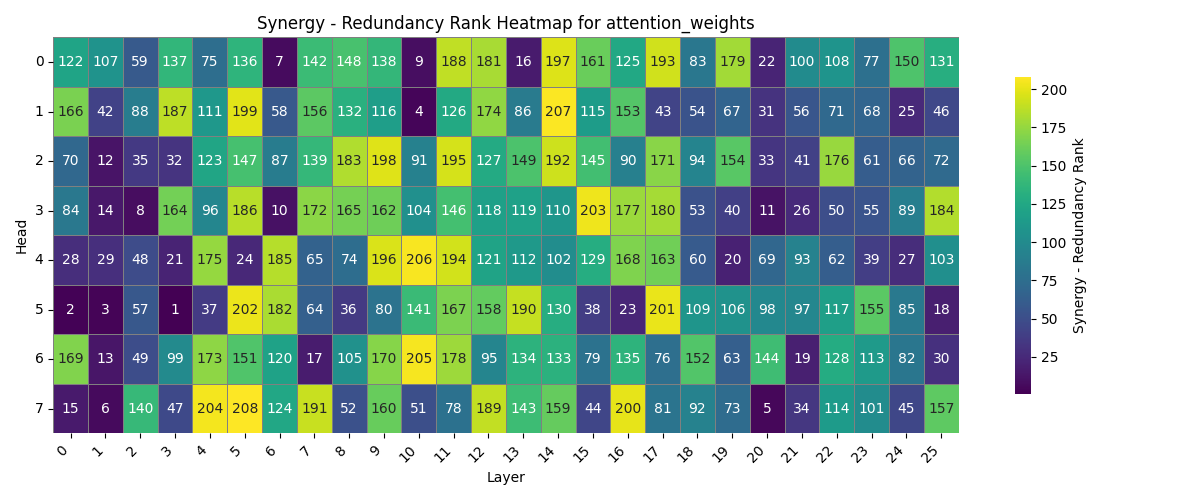 Synergy - Redundancy Rank Heatmap for attention_weights
Head
0 122 107 59 137 75 136 7 142 148 138 9 188 181 16 197 161 125 193 83 179 22 100 108 77 150 131
1 166 42 88 187 111 199 58 156 132 116 4 126 174 86 207 115 153 43 54 67 31 56 71 68 25 46
2 70 12 35 32 123 147 87 139 183 198 91 195 127 149 192 145 90 171 94 154 33 41 176 61 66 72
3 84 14 8 164 96 186 10 172 165 162 104 146 118 119 110 203 177 180 53 40 11 26 50 55 89 184
4 28 29 48 21 175 24 185 65 74 196 206 194 121 112 102 129 168 163 60 20 69 93 62 39 27 103
5 2 3 57 1 37 202 182 64 36 80 141 167 158 190 130 38 23 201 109 106 98 97 117 155 85 18
6 169 13 49 99 173 151 120 17 105 170 205 178 95 134 133 79 135 76 152 63 144 19 128 113 82 30
7 15 6 140 47 204 208 124 191 52 160 51 78 189 143 159 44 200 81 92 73 5 34 114 101 45 157
0 1 2 3 4 5 6 7 8 9 10 11 12 13 14 15 16 17 18 19 20 21 22 23 24 25
Layer
200
175
150
125
100
75
50
25
Synergy - Redundancy Rank